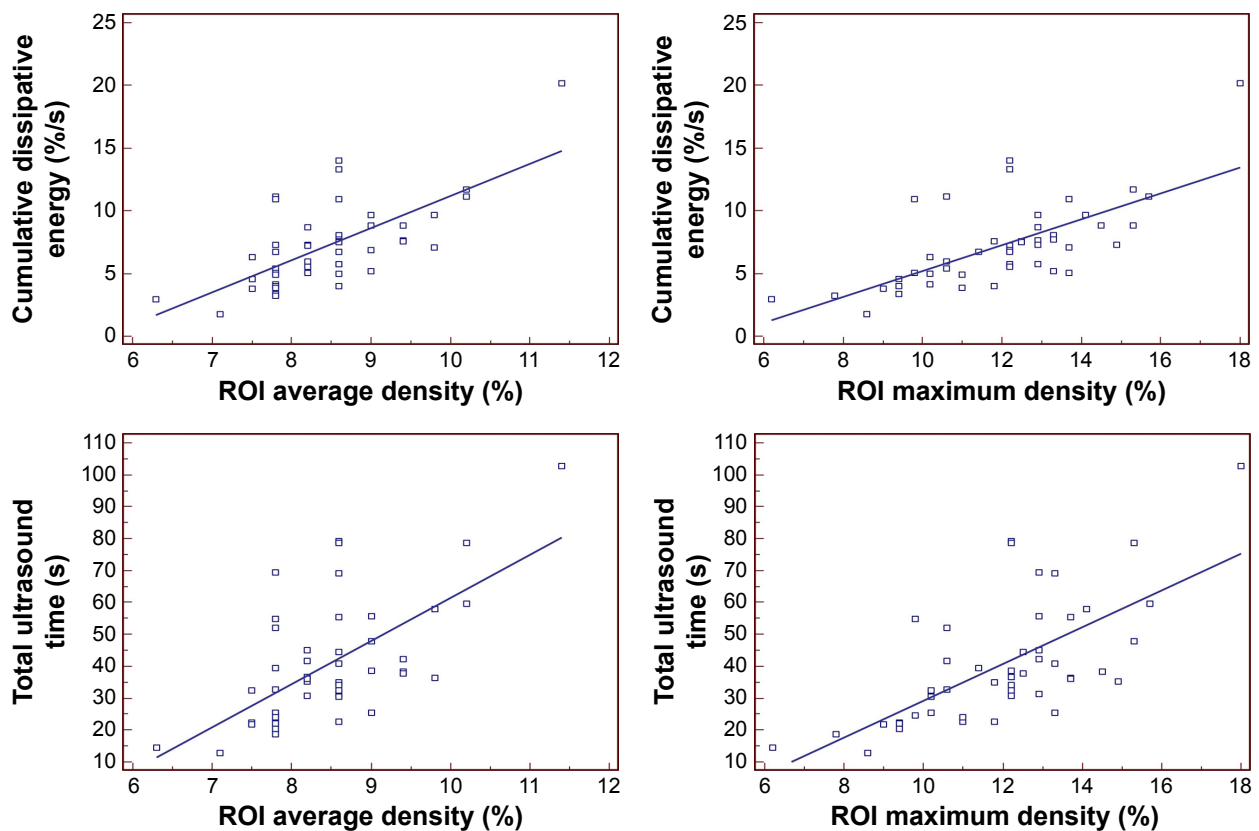 Cumulative dissipative
energy (%/s)
25
20
15
10
5
0
6 7 8 9 10 11 12
ROI average density (%)
Cumulative dissipative
energy (%/s)
25
20
15
10
5
0
6 8 10 12 14 16 18
ROI maximum density (%)
Total ultrasound
time (s)
110
100
90
80
70
60
50
40
30
20
10
6 7 8 9 10 11 12
ROI average density (%)
Total ultrasound
time (s)
110
100
90
80
70
60
50
40
30
20
10
6 8 10 12 14 16 18
ROI maximum density (%)